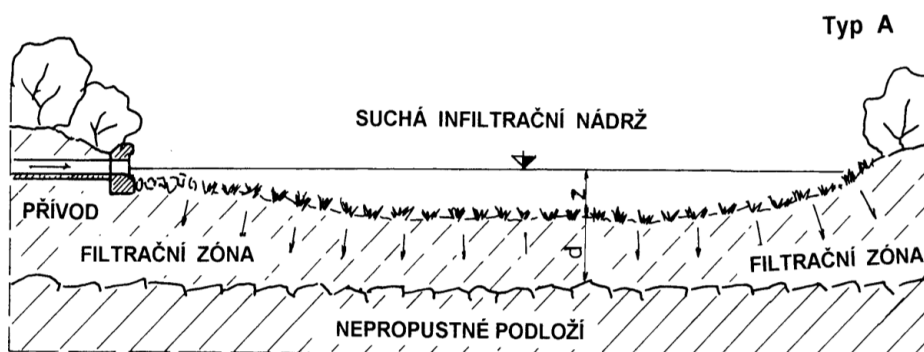 Typ A
SUCHÁ INFILTRAČNÍ NÁDRŽ
PŘÍVOD
z
FILTRAČNÍ ZÓNA
d
FILTRAČNÍ ZÓNA
NEPROPUSTNÉ PODLOŽÍ